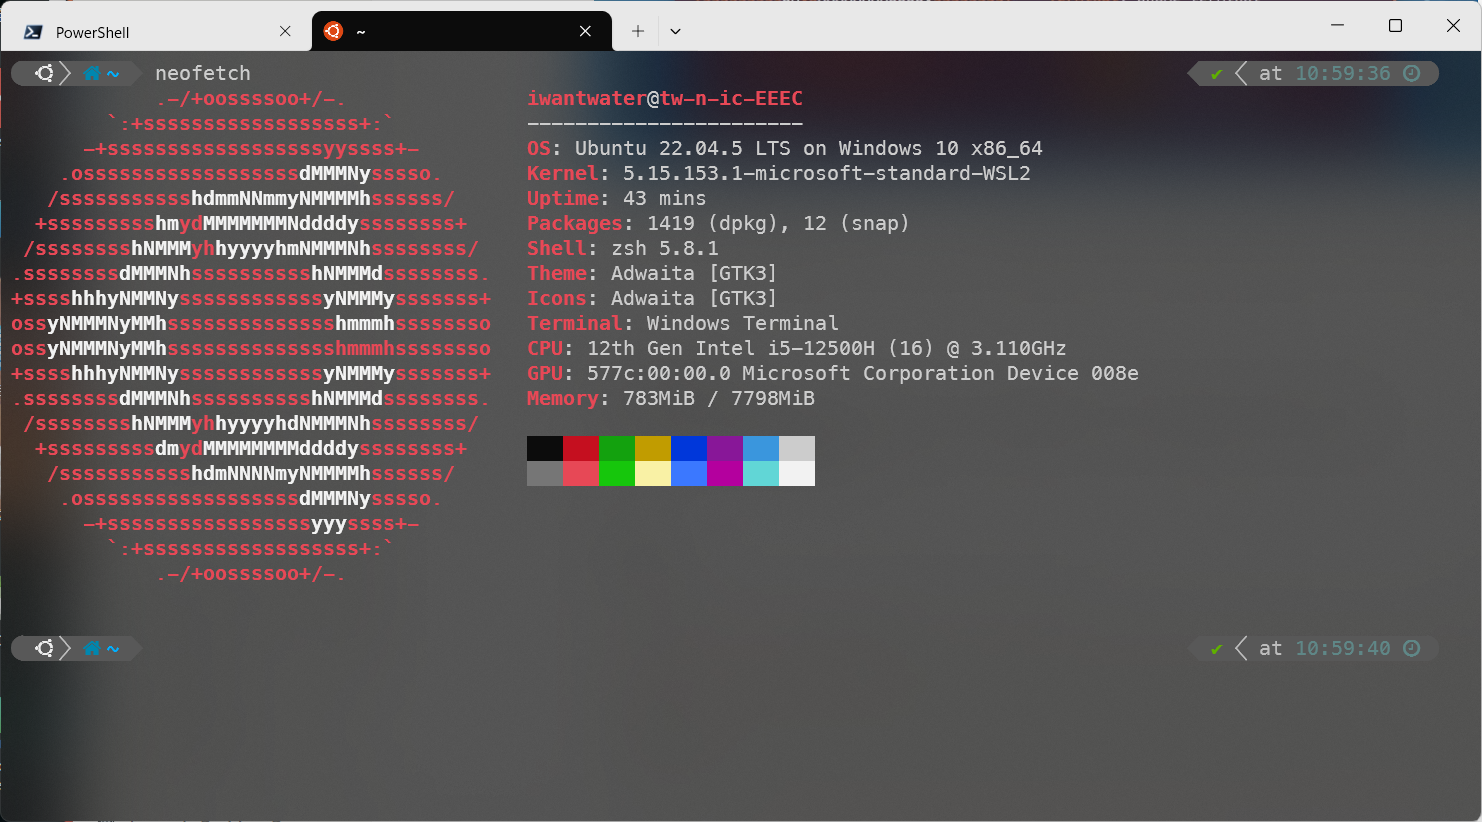 PowerShell
~
~ neofetch
✔ at 10:59:36
.-/+oossssoo+/-.
`:+ssssssssssssssssss+:`
-+ssssssssssssssssssyyssss+-
.ossssssssssssssssssdMMMNysssso.
/ssssssssssshdmmNNmmyNMMMMhssssss/
+ssssssssshmydMMMMMMMNddddyssssssss+
/sssssssshNMMMyhhyyyyhmNMMMNhssssssss/
.ssssssssdMMMNhsssssssssshNMMMdssssssss.
+sssshhhyNMMNyssssssssssssyNMMMysssssss+
ossyNMMMNyMMhsssssssssssssshmmmhssssssso
ossyNMMMNyMMhsssssssssssssshmmmhssssssso
+sssshhhyNMMNyssssssssssssyNMMMysssssss+
.ssssssssdMMMNhsssssssssshNMMMdssssssss.
/sssssssshNMMMyhhyyyyhdNMMMNhssssssss/
+sssssssssdmydMMMMMMMMddddyssssssss+
/ssssssssssshdmNNNNmyNMMMMhssssss/
.ossssssssssssssssssdMMMNysssso.
-+sssssssssssssssssyyyssss+-
`:+ssssssssssssssssss+:`
.-/+oossssoo+/-.
iwantwater@tw-n-ic-EEEC
-----------------------
OS: Ubuntu 22.04.5 LTS on Windows 10 x86_64
Kernel: 5.15.153.1-microsoft-standard-WSL2
Uptime: 43 mins
Packages: 1419 (dpkg), 12 (snap)
Shell: zsh 5.8.1
Theme: Adwaita [GTK3]
Icons: Adwaita [GTK3]
Terminal: Windows Terminal
CPU: 12th Gen Intel i5-12500H (16) @ 3.110GHz
GPU: 577c:00:00.0 Microsoft Corporation Device 008e
Memory: 783MiB / 7798MiB
~
✔ at 10:59:40